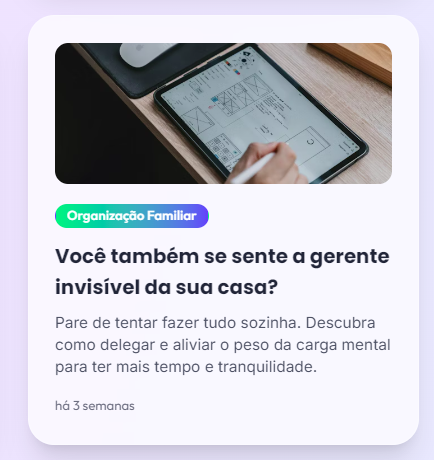 Organização Familiar
Você também se sente a gerente
invisível da sua casa?
Pare de tentar fazer tudo sozinha. Descubra
como delegar e aliviar o peso da carga mental
para ter mais tempo e tranquilidade.
há 3 semanas